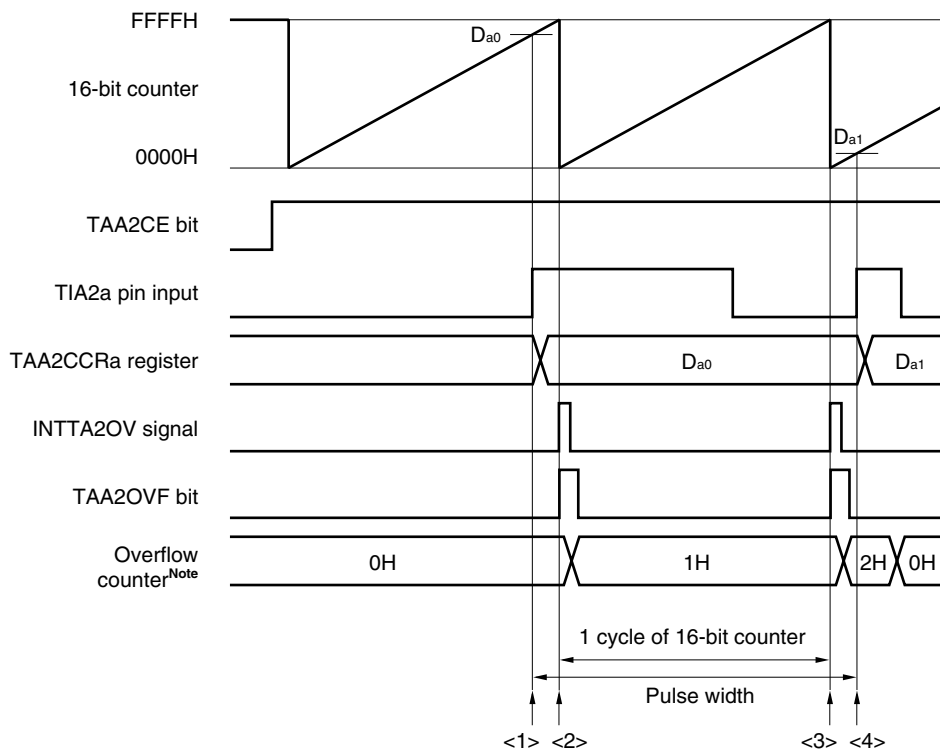 FFFFH
Da0
16-bit counter
Da1
0000H
TAA2CE bit
TIA2a pin input
TAA2CCRa register
Da0
Da1
INTTA2OV signal
TAA2OVF bit
Overflow
counterNote
0H
1H
2H
0H
1 cycle of 16-bit counter
Pulse width
<1>
<2>
<3>
<4>